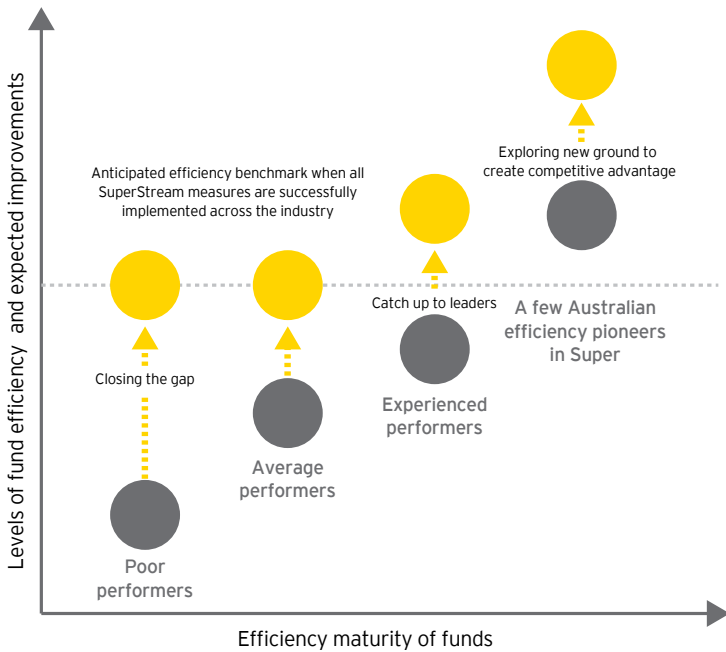 Levels of fund efficiency and expected improvements
Anticipated efficiency benchmark when all
SuperStream measures are successfully
implemented across the industry
Exploring new ground to
create competitive advantage
Closing the gap
Catch up to leaders
A few Australian
efficiency pioneers
in Super
Experienced
performers
Average
performers
Poor
performers
Efficiency maturity of funds